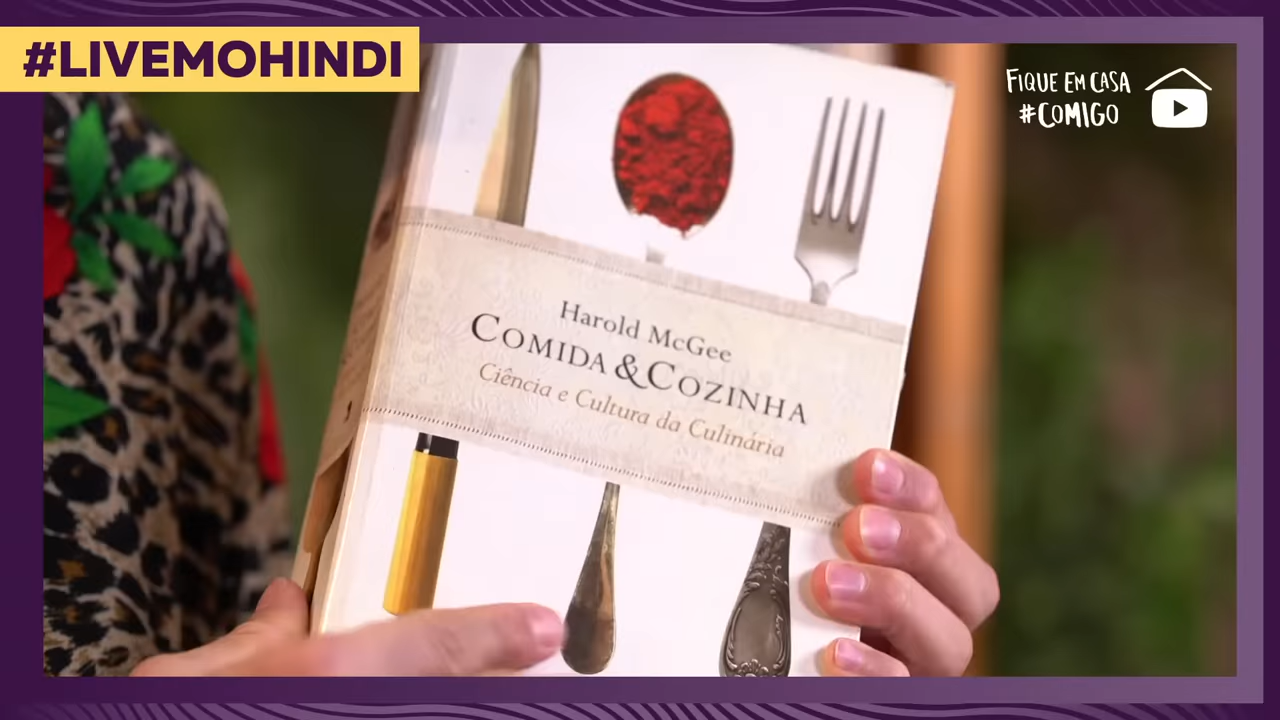 #LIVEMOHINDI
FIQUE EM CASA
#COMIGO
Harold McGee
COMIDA & COZINHA
Ciência e Cultura da Culinária